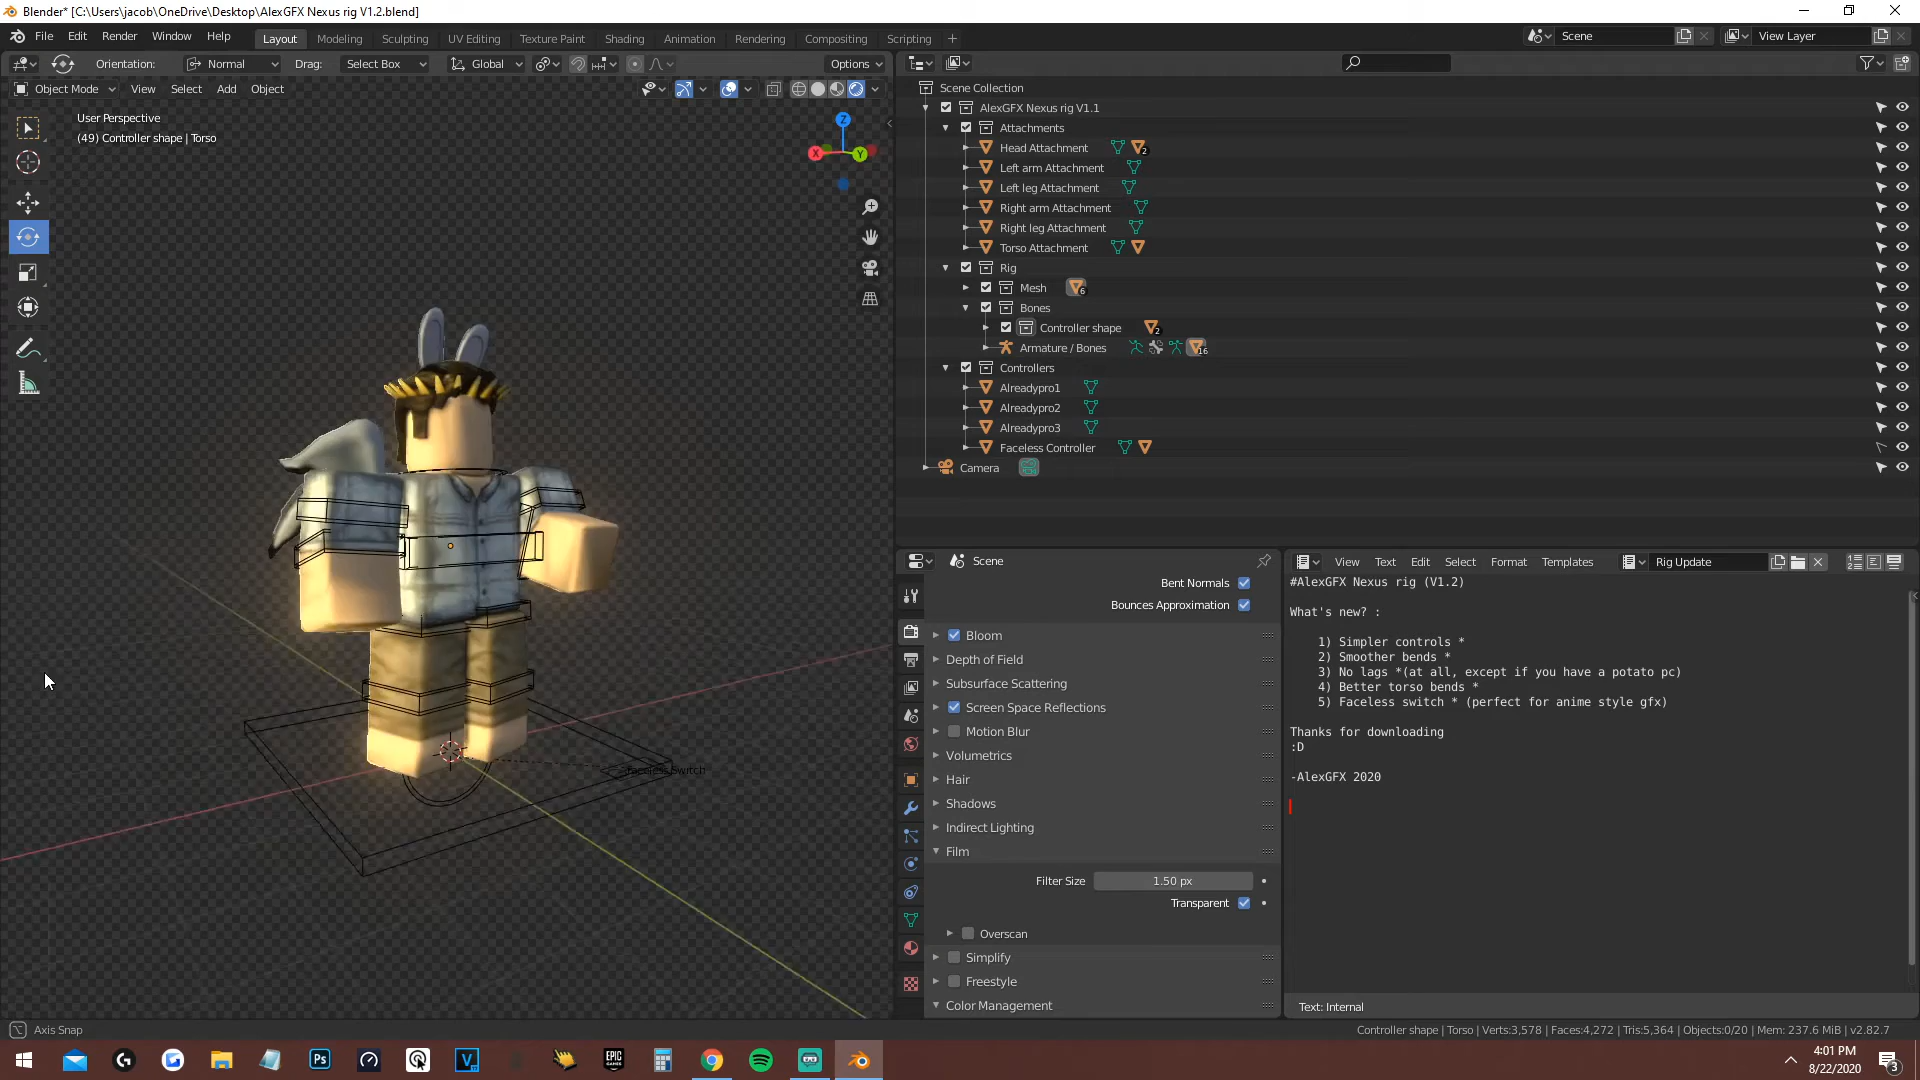 Blender* [C:\Users\jacob\OneDrive\Desktop\AlexGFX Nexus rig V1.2.blend]
File Edit Render Window Help
Layout Modeling Sculpting UV Editing Texture Paint Shading Animation Rendering Compositing Scripting +
Scene
View Layer
Orientation: Normal Drag: Select Box Global Options
Object Mode View Select Add Object
User Perspective
(49) Controller shape | Torso
Z
X
Y
Faceless Switch
Scene Collection
AlexGFX Nexus rig V1.1
Attachments
Head Attachment 2
Left arm Attachment
Left leg Attachment
Right arm Attachment
Right leg Attachment
Torso Attachment
Rig
Mesh 6
Bones
Controller shape 2
Armature / Bones 16
Controllers
Alreadypro1
Alreadypro2
Alreadypro3
Faceless Controller
Camera
Scene
Bent Normals
Bounces Approximation
Bloom
Depth of Field
Subsurface Scattering
Screen Space Reflections
Motion Blur
Volumetrics
Hair
Shadows
Indirect Lighting
Film
Filter Size 1.50 px
Transparent
Overscan
Simplify
Freestyle
Color Management
View Text Edit Select Format Templates Rig Update
#AlexGFX Nexus rig (V1.2)
What's new? :
1) Simpler controls *
2) Smoother bends *
3) No lags *(at all, except if you have a potato pc)
4) Better torso bends *
5) Faceless switch * (perfect for anime style gfx)
Thanks for downloading
:D
-AlexGFX 2020
Text: Internal
Axis Snap
Controller shape | Torso | Verts:3,578 | Faces:4,272 | Tris:5,364 | Objects:0/20 | Mem: 237.6 MiB | v2.82.7
Ps
V
EPIC GAMES
4:01 PM
8/22/2020
3